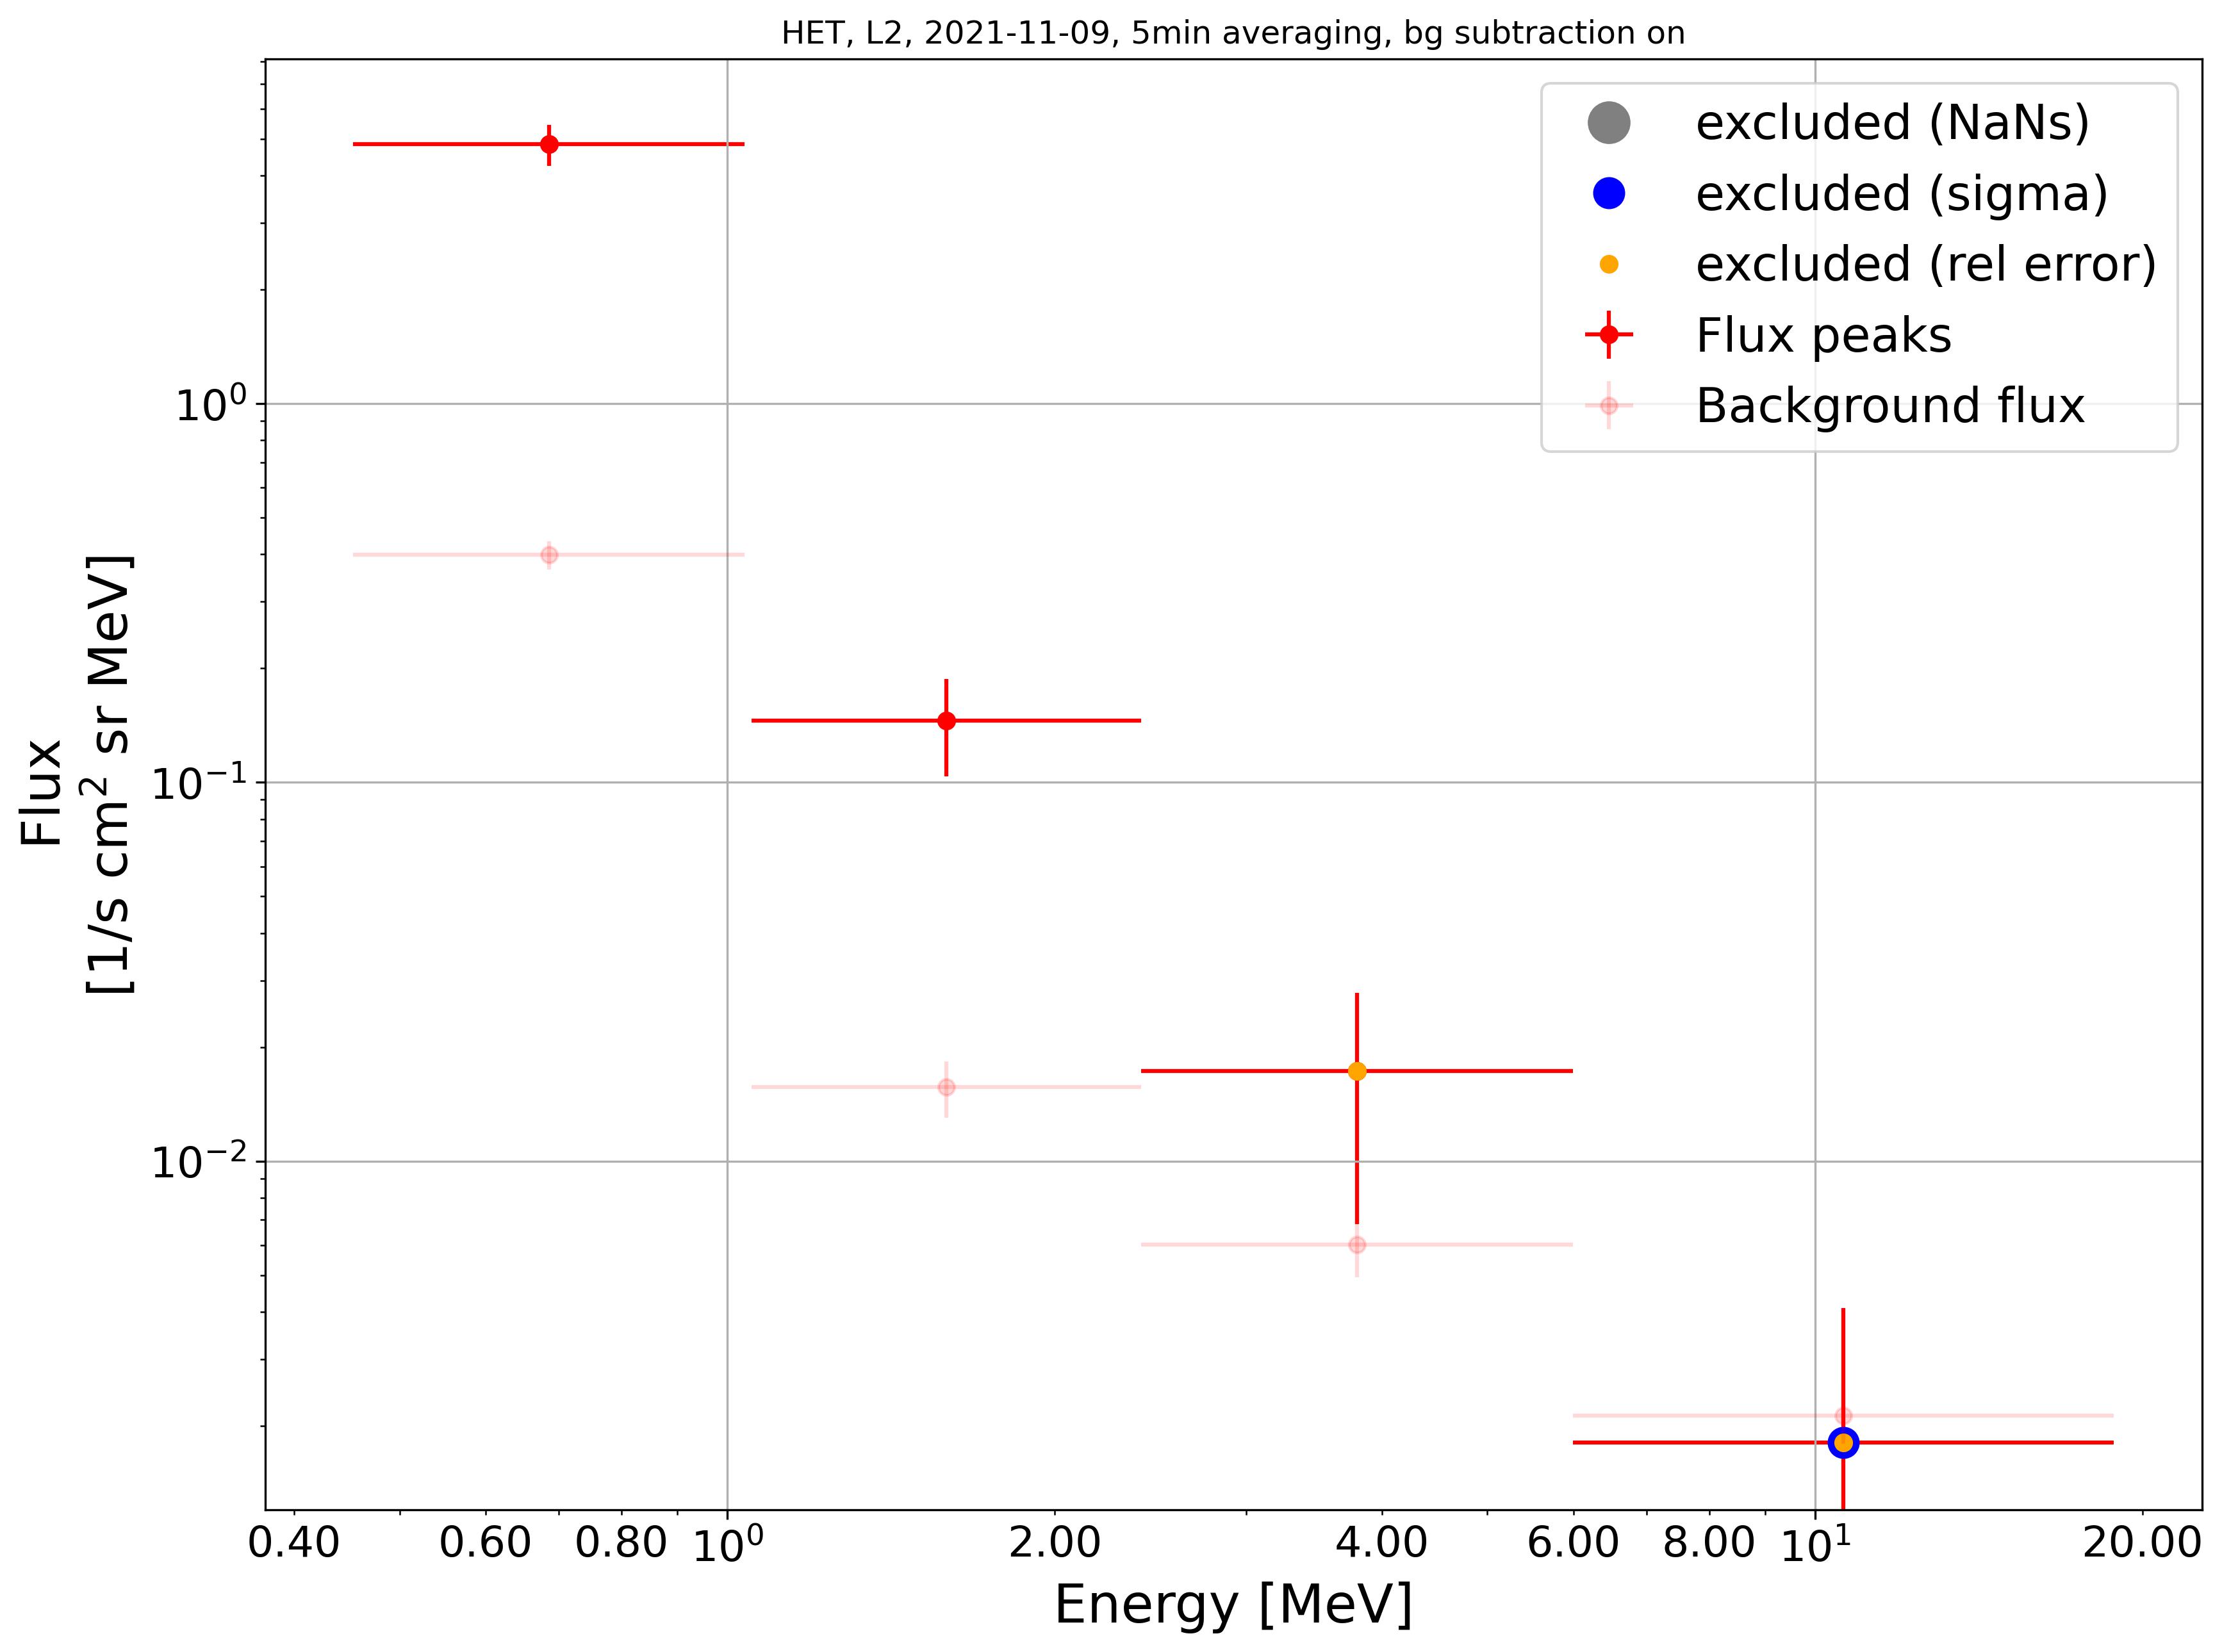 HET, L2, 2021-11-09, 5min averaging, bg subtraction on
excluded (NaNs)
excluded (sigma)
excluded (rel error)
Flux peaks
Background flux
Flux
[1/s cm² sr MeV]
10⁰
10⁻¹
10⁻²
0.40 0.60 0.80 10⁰ 2.00 4.00 6.00 8.00 10¹ 20.00
Energy [MeV]